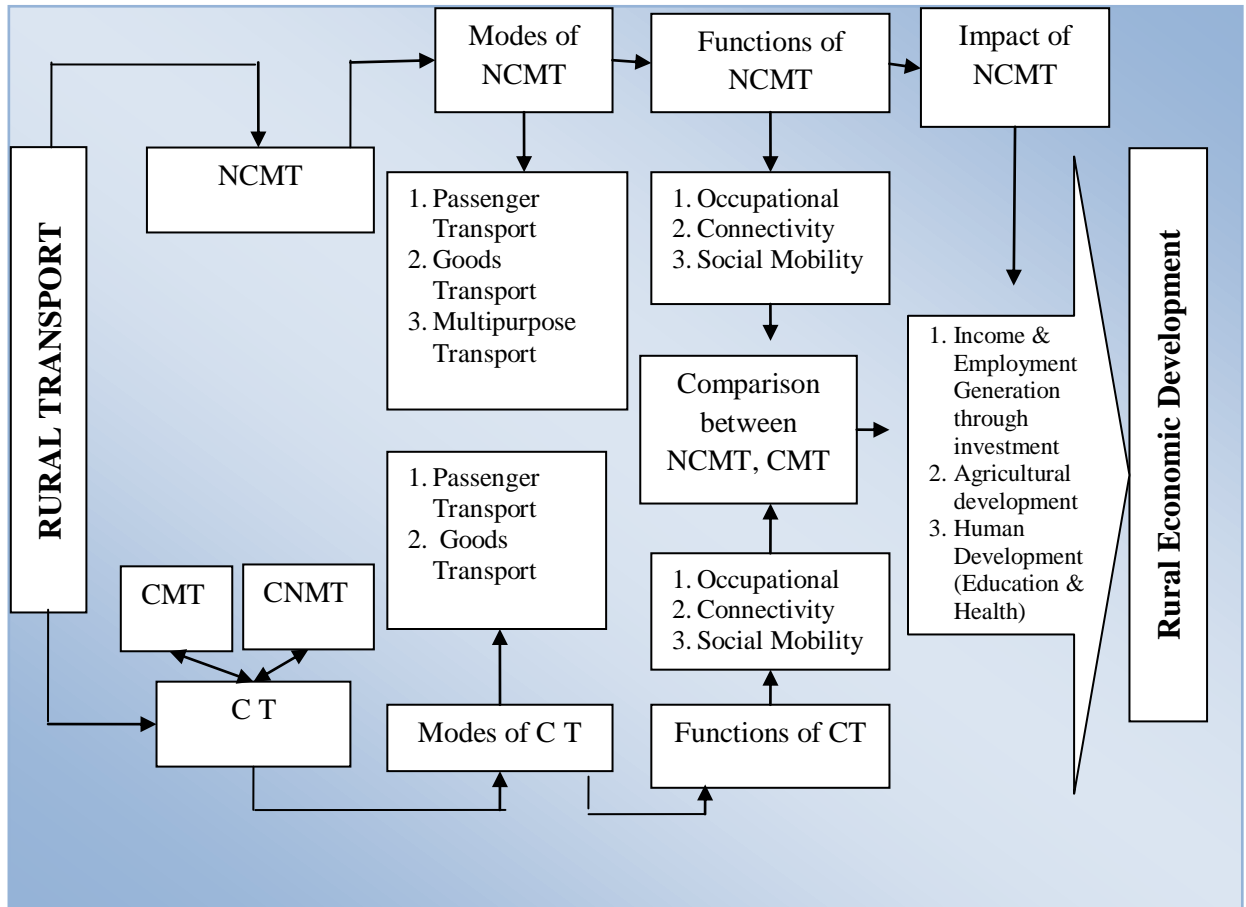 Modes of
NCMT
Functions of
NCMT
Impact of
NCMT
RURAL TRANSPORT
NCMT
1. Passenger
Transport
2. Goods
Transport
3. Multipurpose
Transport
1. Occupational
2. Connectivity
3. Social Mobility
Comparison
between
NCMT, CMT
1. Income &
Employment
Generation
through
investment
2. Agricultural
development
3. Human
Development
(Education &
Health)
Rural Economic Development
1. Passenger
Transport
2. Goods
Transport
1. Occupational
2. Connectivity
3. Social Mobility
CMT
CNMT
C T
Modes of C T
Functions of CT